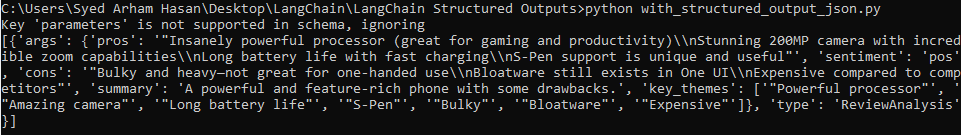 C:\Users\Syed Arham Hasan\Desktop\LangChain\LangChain Structured Outputs>python with_structured_output_json.py
Key 'parameters' is not supported in schema, ignoring
[{'args': {'pros': '"Insanely powerful processor (great for gaming and productivity)\\nStunning 200MP camera with incred
ible zoom capabilities\\nLong battery life with fast charging\\nS-Pen support is unique and useful"', 'sentiment': 'pos'
, 'cons': '"Bulky and heavy—not great for one-handed use\\nBloatware still exists in One UI\\nExpensive compared to comp
etitors"', 'summary': 'A powerful and feature-rich phone with some drawbacks.', 'key_themes': ['"Powerful processor"', '
"Amazing camera"', '"Long battery life"', '"S-Pen"', '"Bulky"', '"Bloatware"', '"Expensive"']}, 'type': 'ReviewAnalysis'
}]